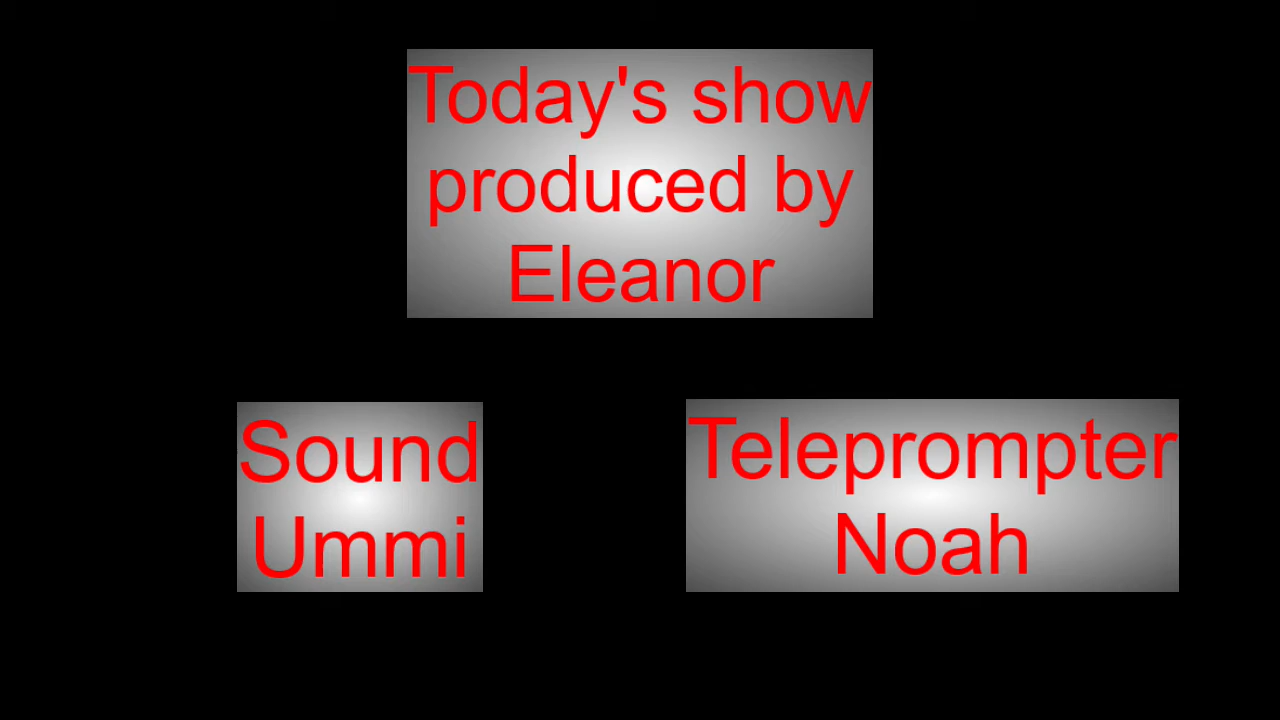 Today's show
produced by
Eleanor
Sound
Ummi
Teleprompter
Noah